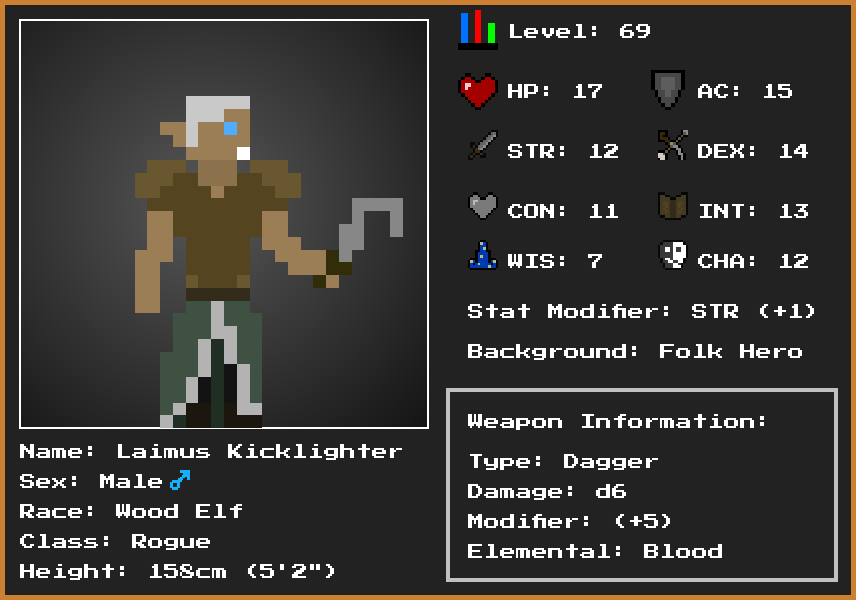 Level: 69
HP: 17 AC: 15
STR: 12 DEX: 14
CON: 11 INT: 13
WIS: 7 CHA: 12
Stat Modifier: STR (+1)
Background: Folk Hero
Weapon Information:
Type: Dagger
Damage: d6
Modifier: (+5)
Elemental: Blood
Name: Laimus Kicklighter
Sex: Male ♂
Race: Wood Elf
Class: Rogue
Height: 158cm (5'2")